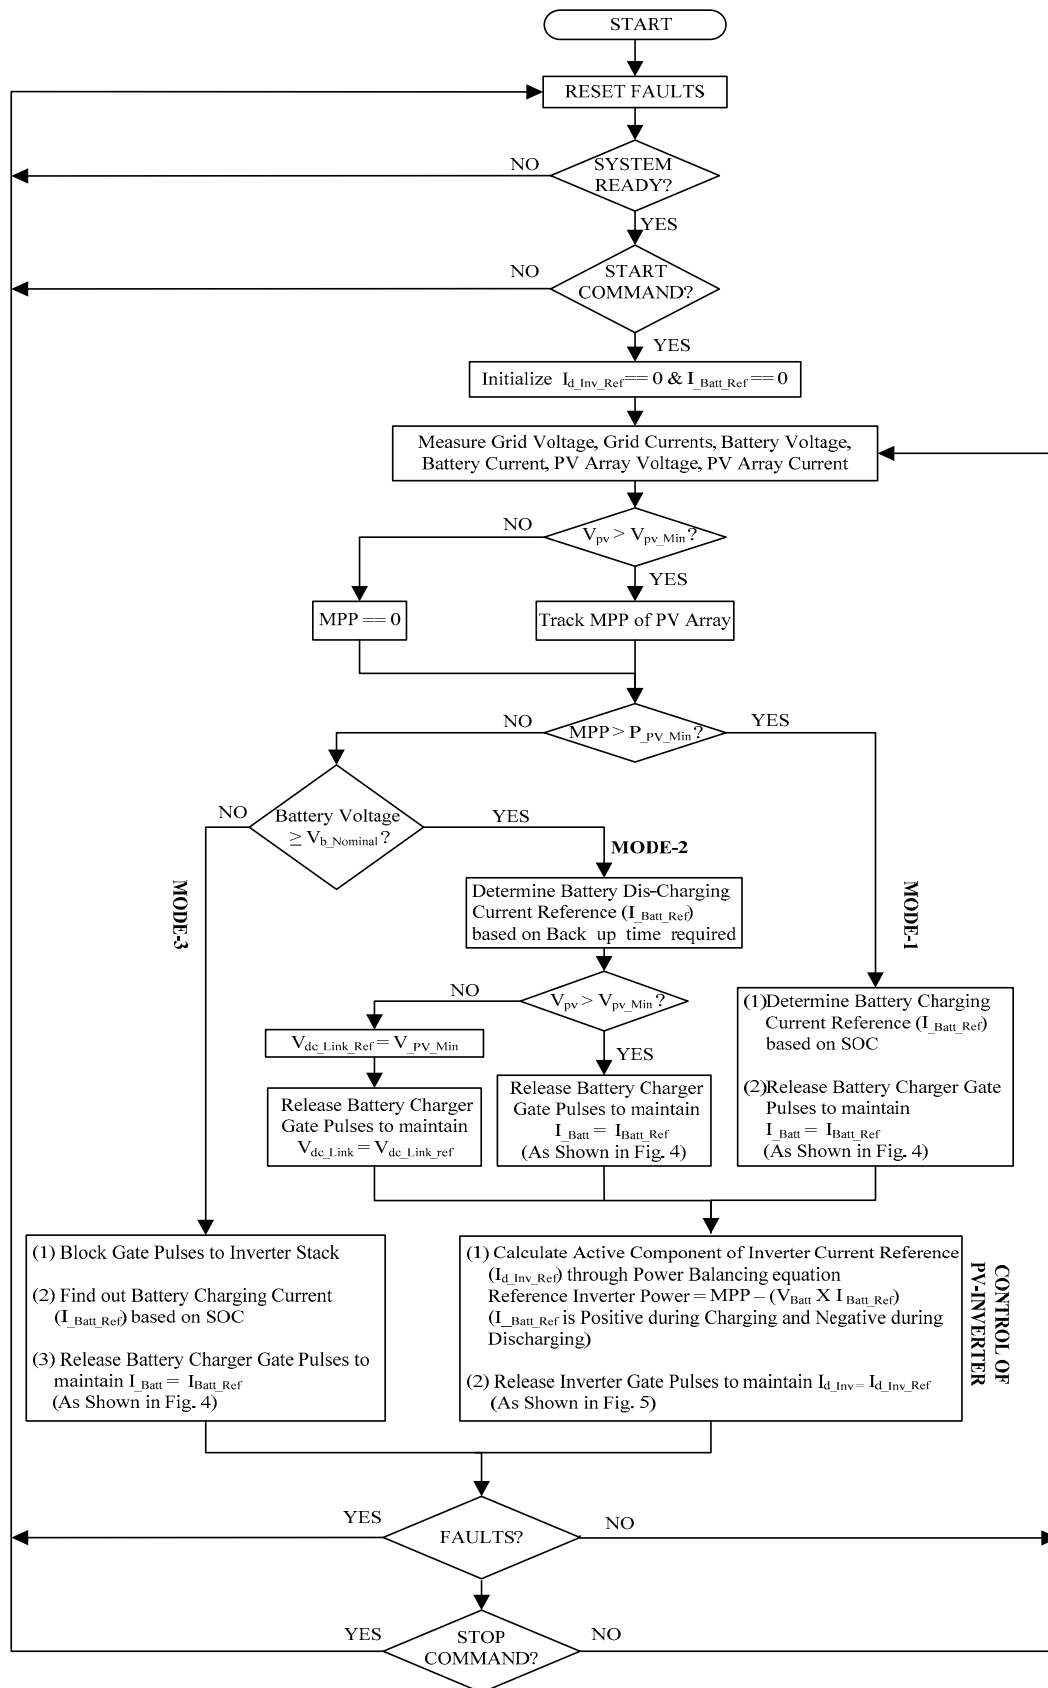 START
RESET FAULTS
NO
SYSTEM
READY?
YES
NO
START
COMMAND?
YES
Initialize I_d_Inv_Ref == 0 & I_Batt_Ref == 0
Measure Grid Voltage, Grid Currents, Battery Voltage,
Battery Current, PV Array Voltage, PV Array Current
NO
V_pv > V_pv_Min ?
YES
MPP == 0
Track MPP of PV Array
NO
MPP > P_PV_Min ?
YES
NO
Battery Voltage
≥ V_b_Nominal ?
YES
MODE-2
MODE-3
MODE-1
Determine Battery Dis-Charging
Current Reference (I_Batt_Ref)
based on Back up time required
NO
V_pv > V_pv_Min ?
YES
V_dc_Link_Ref = V_PV_Min
Release Battery Charger
Gate Pulses to maintain
V_dc_Link = V_dc_Link_ref
Release Battery Charger
Gate Pulses to maintain
I_Batt = I_Batt_Ref
(As Shown in Fig. 4)
(1) Determine Battery Charging
Current Reference (I_Batt_Ref)
based on SOC
(2) Release Battery Charger Gate
Pulses to maintain
I_Batt = I_Batt_Ref
(As Shown in Fig. 4)
(1) Block Gate Pulses to Inverter Stack
(2) Find out Battery Charging Current
(I_Batt_Ref) based on SOC
(3) Release Battery Charger Gate Pulses to
maintain I_Batt = I_Batt_Ref
(As Shown in Fig. 4)
(1) Calculate Active Component of Inverter Current Reference
(I_d_Inv_Ref) through Power Balancing equation
Reference Inverter Power = MPP – (V_Batt X I_Batt_Ref)
(I_Batt_Ref is Positive during Charging and Negative during
Discharging)
(2) Release Inverter Gate Pulses to maintain I_d_Inv = I_d_Inv_Ref
(As Shown in Fig. 5)
CONTROL OF
PV-INVERTER
YES
FAULTS?
NO
YES
STOP
COMMAND?
NO